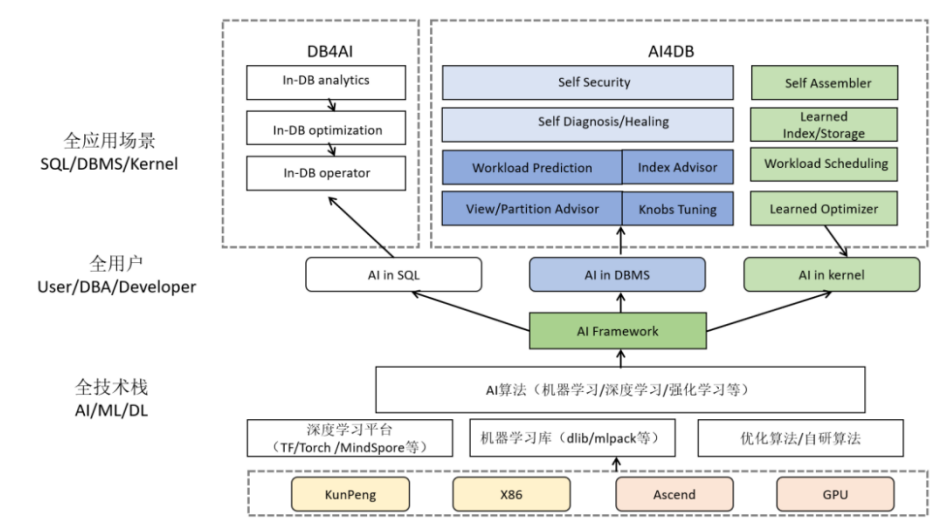 DB4AI
In-DB analytics
In-DB optimization
In-DB operator
AI4DB
Self Security
Self Diagnosis/Healing
Workload Prediction
Index Advisor
View/Partition Advisor
Knobs Tuning
Self Assembler
Learned
Index/Storage
Workload Scheduling
Learned Optimizer
全应用场景
SQL/DBMS/Kernel
全用户
User/DBA/Developer
AI in SQL
AI in DBMS
AI in kernel
AI Framework
全技术栈
AI/ML/DL
AI算法（机器学习/深度学习/强化学习等）
深度学习平台
（TF/Torch /MindSpore等）
机器学习库（dlib/mlpack等）
优化算法/自研算法
KunPeng
X86
Ascend
GPU